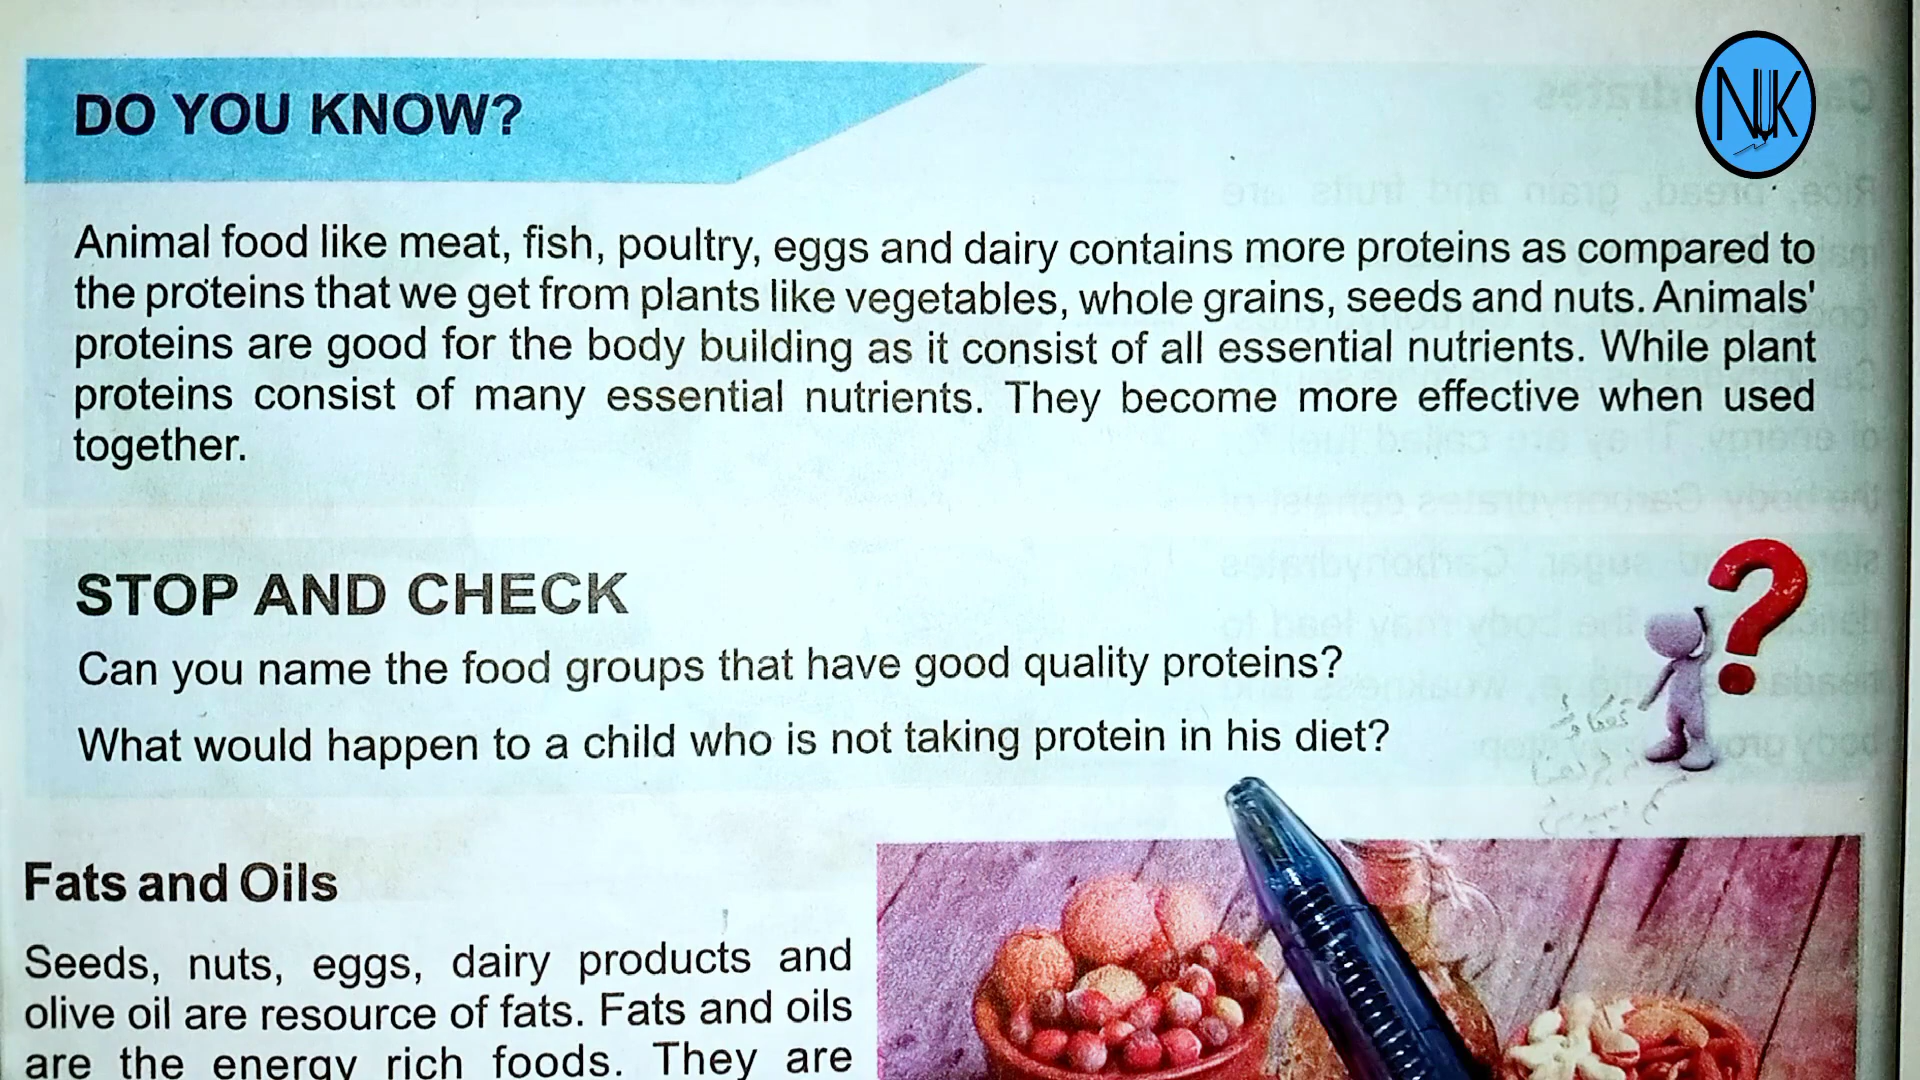 NUK
DO YOU KNOW?
Animal food like meat, fish, poultry, eggs and dairy contains more proteins as compared to
the proteins that we get from plants like vegetables, whole grains, seeds and nuts. Animals'
proteins are good for the body building as it consist of all essential nutrients. While plant
proteins consist of many essential nutrients. They become more effective when used
together.
STOP AND CHECK
Can you name the food groups that have good quality proteins?
What would happen to a child who is not taking protein in his diet?
Fats and Oils
Seeds, nuts, eggs, dairy products and
olive oil are resource of fats. Fats and oils
are the energy rich foods. They are